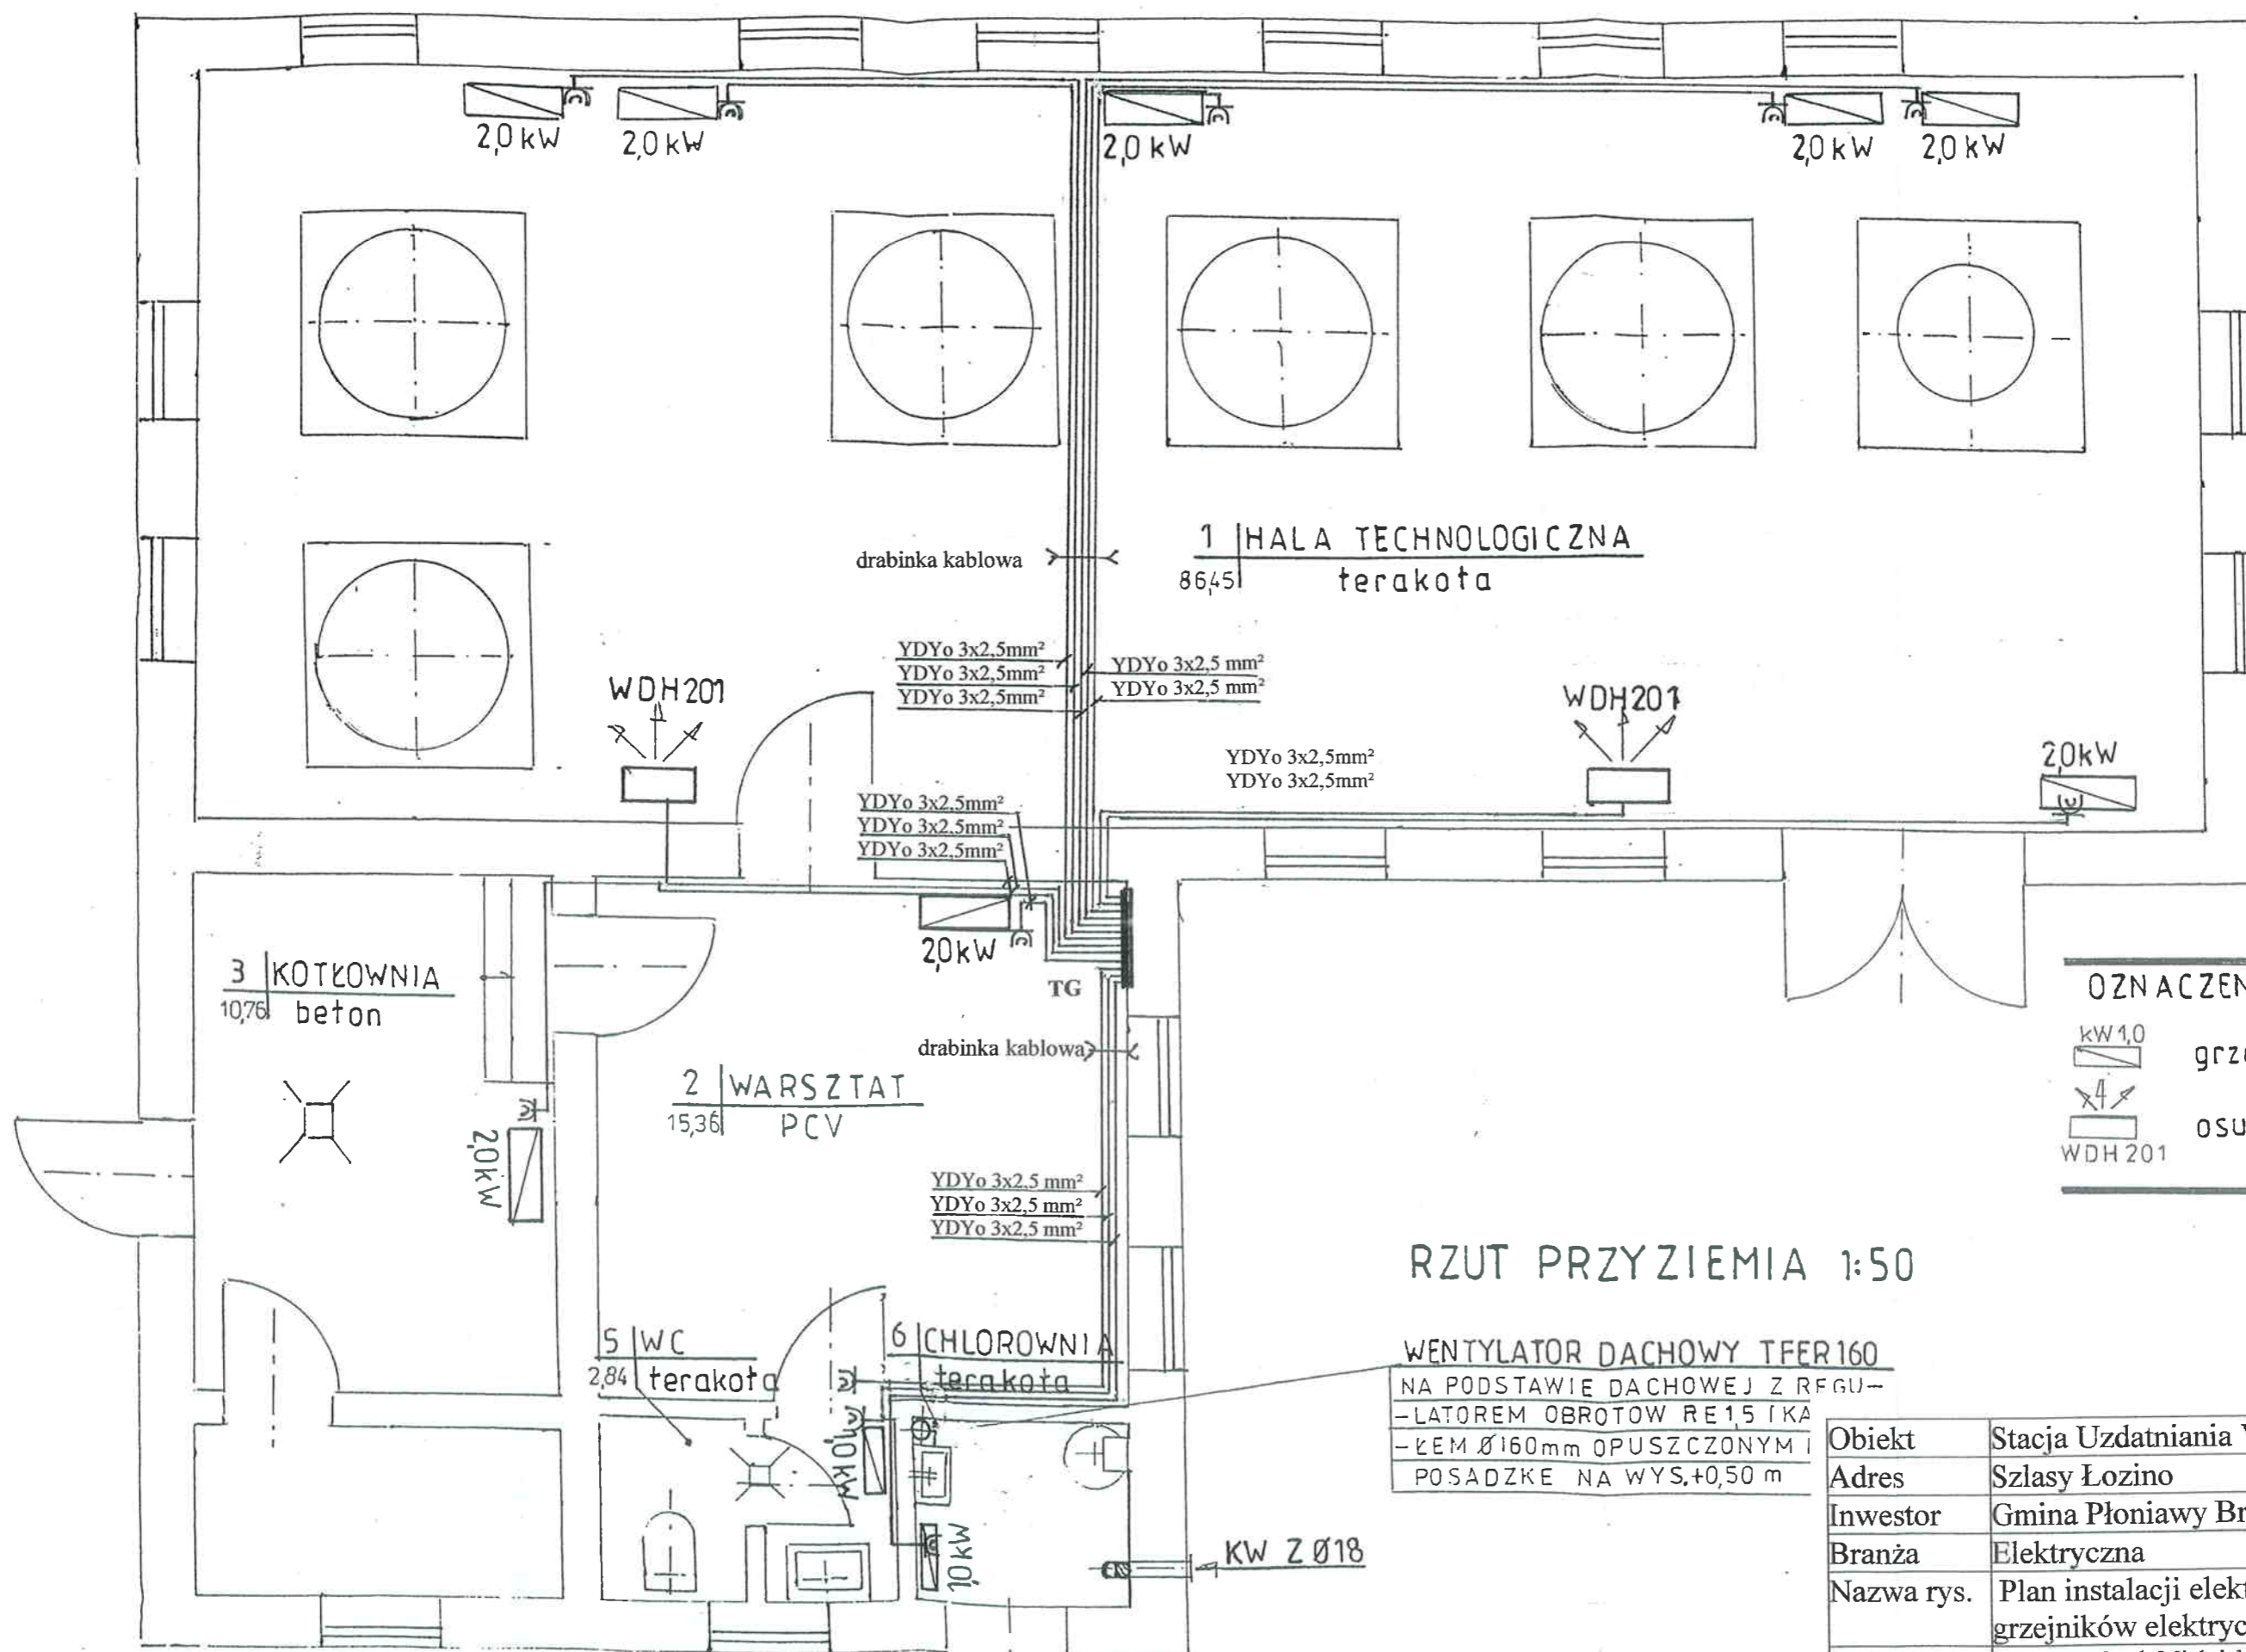 2,0 kW
2,0 kW
2,0 kW
2,0 kW
2,0 kW
drabinka kablowa
1 HALA TECHNOLOGICZNA
86,45 terakota
YDYo 3x2,5mm²
YDYo 3x2,5mm²
YDYo 3x2,5mm²
YDYo 3x2,5 mm²
YDYo 3x2,5 mm²
WDH201
WDH201
YDYo 3x2,5mm²
YDYo 3x2,5mm²
2,0kW
YDYo 3x2,5mm²
YDYo 3x2,5mm²
YDYo 3x2,5mm²
2,0kW
TG
3 KOTŁOWNIA
10,76 beton
drabinka kablowa
2 WARSZTAT
15,36 PCV
2,0kW
YDYo 3x2,5 mm²
YDYo 3x2,5 mm²
YDYo 3x2,5 mm²
OZNACZEN
kW 1,0
grze
osu
WDH 201
RZUT PRZYZIEMIA 1:50
5 WC
2,84 terakota
6 CHLOROWNIA
terakota
1,0kW
1,0kW
WENTYLATOR DACHOWY TFER160
NA PODSTAWIE DACHOWEJ Z REGU-
-LATOREM OBROTOW RE1,5 I KA
-ŁEM Ø160mm OPUSZCZONYM
POSADZKE NA WYS.+0,50 m
KW Z Ø18
Obiekt Stacja Uzdatniania
Adres Szlasy Łozino
Inwestor Gmina Płoniawy Br
Branża Elektryczna
Nazwa rys. Plan instalacji elekt
grzejników elektryc